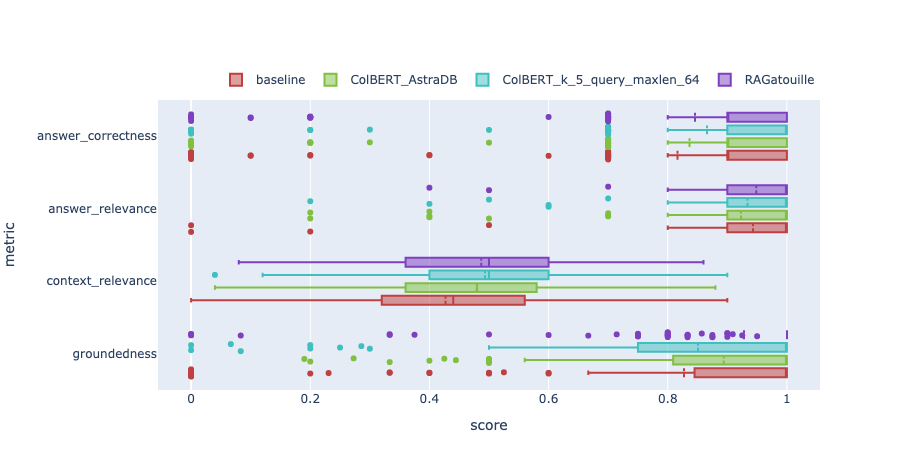 baseline ColBERT_AstraDB ColBERT_k_5_query_maxlen_64 RAGatouille
answer_correctness
answer_relevance
context_relevance
groundedness
metric
0 0.2 0.4 0.6 0.8 1
score